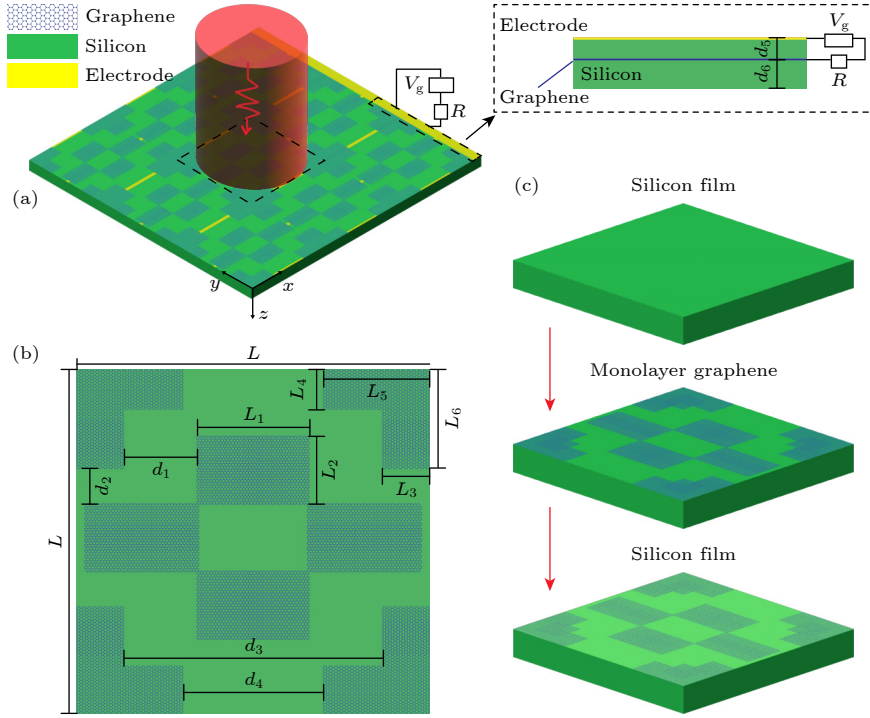 Graphene
Silicon
Electrode
V_g
R
(a)
y
x
z
Electrode
Silicon
Graphene
d_5
d_6
V_g
R
(b)
L
L
L_4
L_5
L_6
L_1
L_2
L_3
d_1
d_2
d_3
d_4
(c)
Silicon film
Monolayer graphene
Silicon film